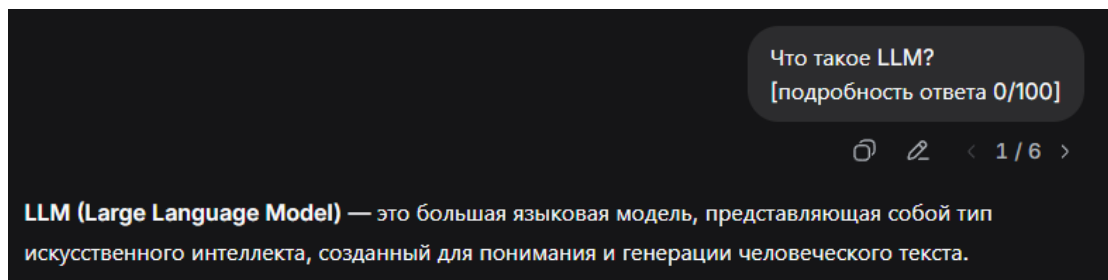 Что такое LLM?
[подробность ответа 0/100]
1 / 6
LLM (Large Language Model) — это большая языковая модель, представляющая собой тип
искусственного интеллекта, созданный для понимания и генерации человеческого текста.